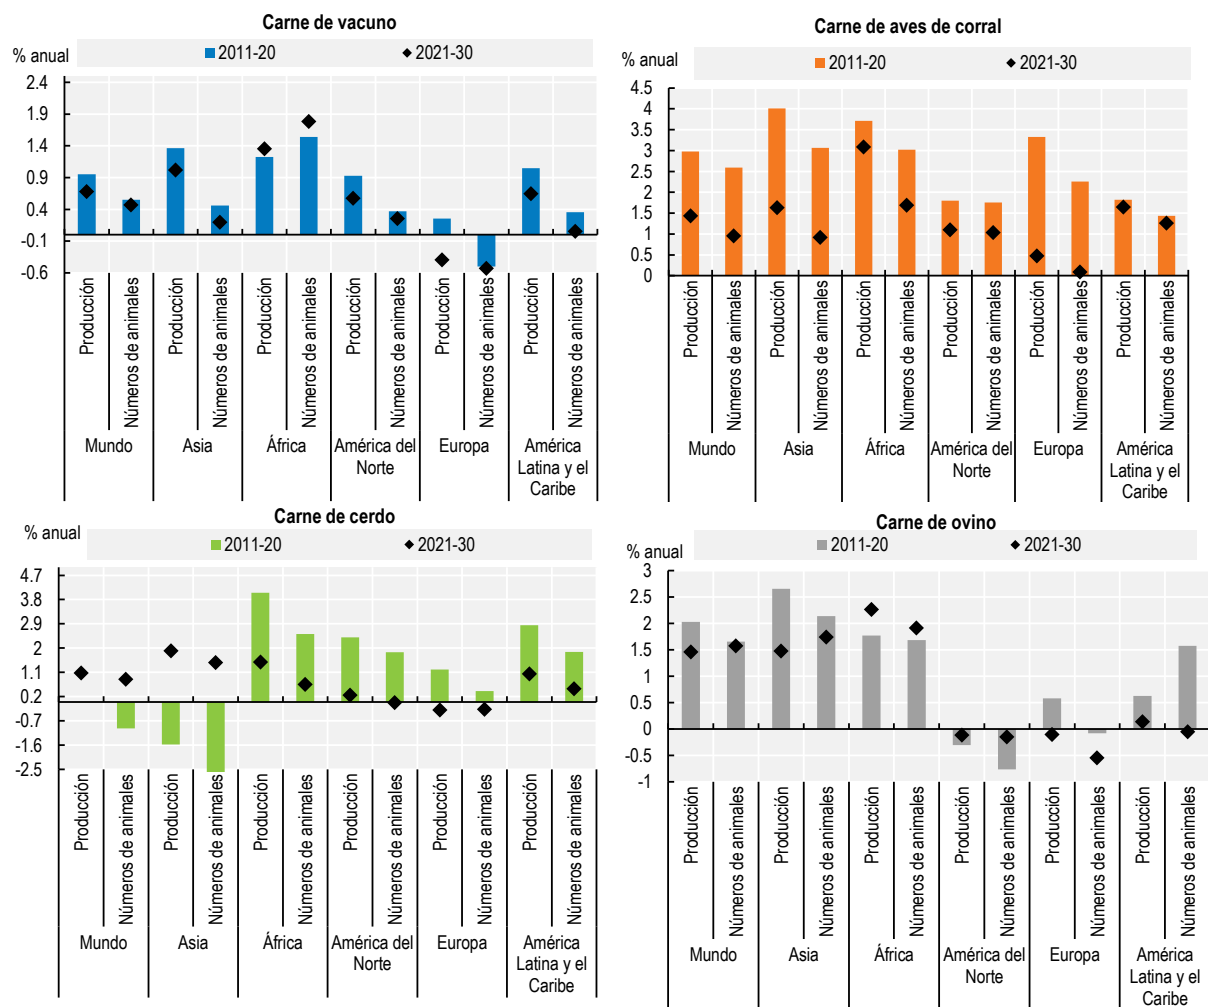 Carne de vacuno
% anual
2011-20
2021-30
2.4
1.9
1.4
0.9
0.4
-0.1
-0.6
Producción
Números de animales
Producción
Números de animales
Producción
Números de animales
Producción
Números de animales
Producción
Números de animales
Producción
Números de animales
Mundo
Asia
África
América del
Norte
Europa
América
Latina y el
Caribe
Carne de aves de corral
% anual
2011-20
2021-30
4.5
4
3.5
3
2.5
2
1.5
1
0.5
0
Producción
Números de animales
Producción
Números de animales
Producción
Números de animales
Producción
Números de animales
Producción
Números de animales
Producción
Números de animales
Mundo
Asia
África
América del
Norte
Europa
América
Latina y el
Caribe
Carne de cerdo
% anual
2011-20
2021-30
4.7
3.8
2.9
2
1.1
0.2
-0.7
-1.6
-2.5
Producción
Números de animales
Producción
Números de animales
Producción
Números de animales
Producción
Números de animales
Producción
Números de animales
Producción
Números de animales
Mundo
Asia
África
América del
Norte
Europa
América
Latina y el
Caribe
Carne de ovino
% anual
2011-20
2021-30
3
2.5
2
1.5
1
0.5
0
-0.5
-1
Producción
Números de animales
Producción
Números de animales
Producción
Números de animales
Producción
Números de animales
Producción
Números de animales
Producción
Números de animales
Mundo
Asia
África
América del
Norte
Europa
América
Latina y el
Caribe